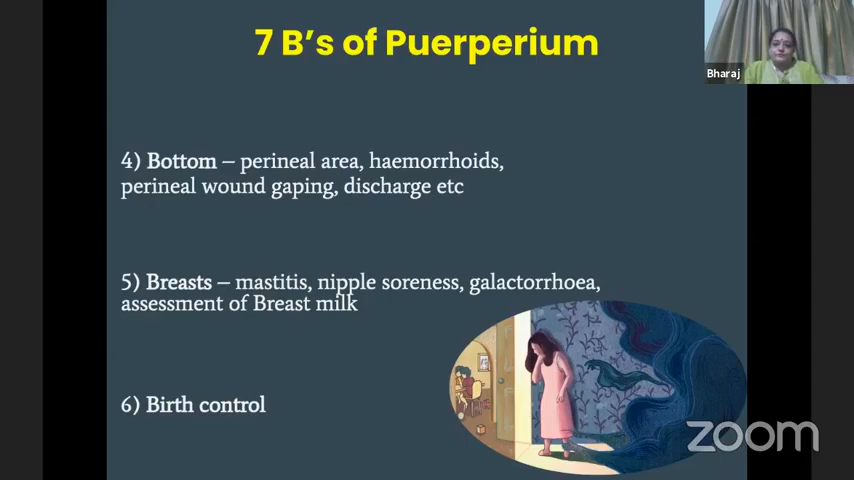 7 B's of Puerperium
Bharaj
4) Bottom – perineal area, haemorrhoids,
perineal wound gaping, discharge etc
5) Breasts – mastitis, nipple soreness, galactorrhoea,
assessment of Breast milk
6) Birth control
zoom